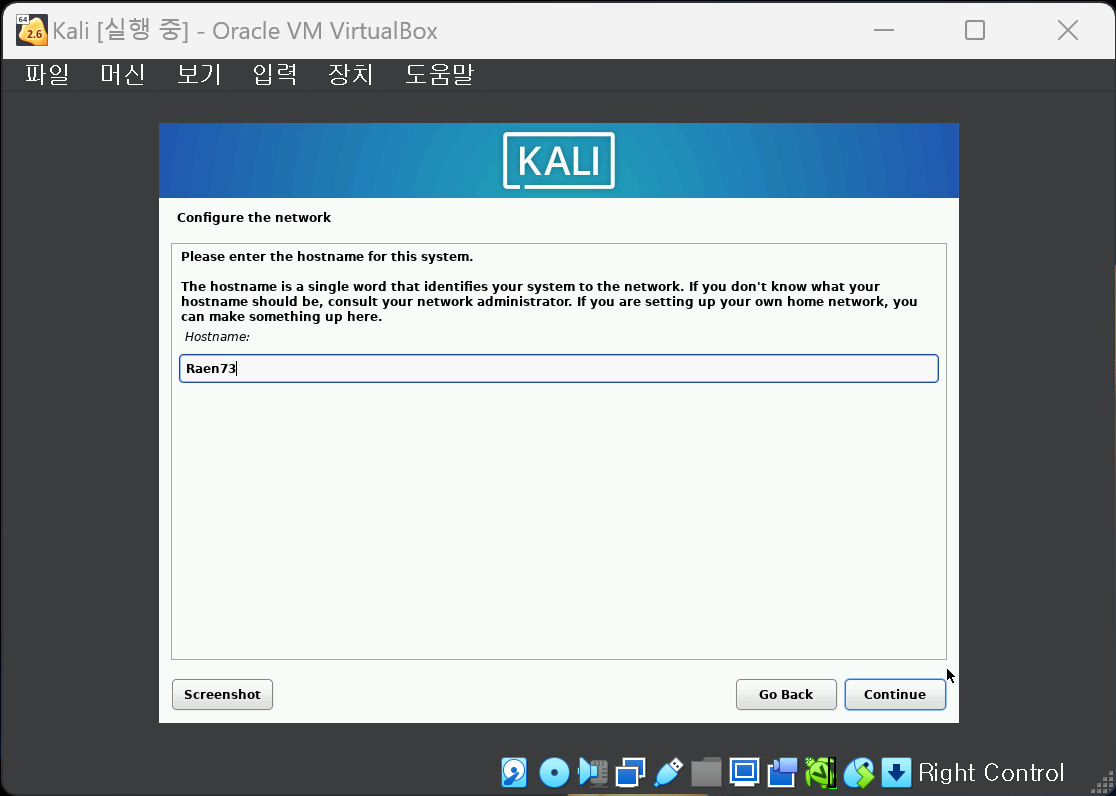 64
2.6
Kali [실행 중] - Oracle VM VirtualBox
파일 머신 보기 입력 장치 도움말
KALI
Configure the network
Please enter the hostname for this system.
The hostname is a single word that identifies your system to the network. If you don't know what your
hostname should be, consult your network administrator. If you are setting up your own home network, you
can make something up here.
Hostname:
Raen73
Screenshot Go Back Continue
Right Control